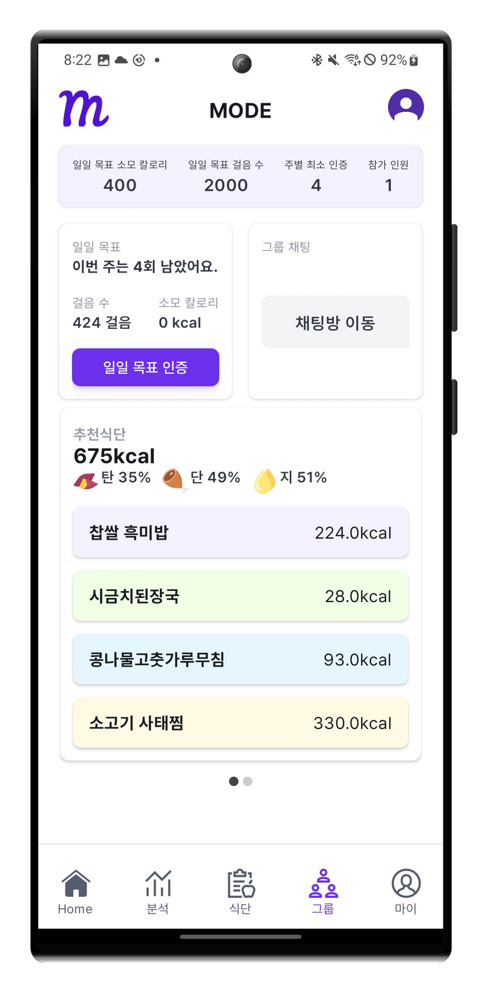 8:22 92%
m
MODE
일일 목표 소모 칼로리 일일 목표 걸음 수 주별 최소 인증 참가 인원
400 2000 4 1
일일 목표
이번 주는 4회 남았어요.
걸음 수 소모 칼로리
424 걸음 0 kcal
일일 목표 인증
그룹 채팅
채팅방 이동
추천식단
675kcal
탄 35% 단 49% 지 51%
찹쌀 흑미밥 224.0kcal
시금치된장국 28.0kcal
콩나물고춧가루무침 93.0kcal
소고기 사태찜 330.0kcal
Home 분석 식단 그룹 마이